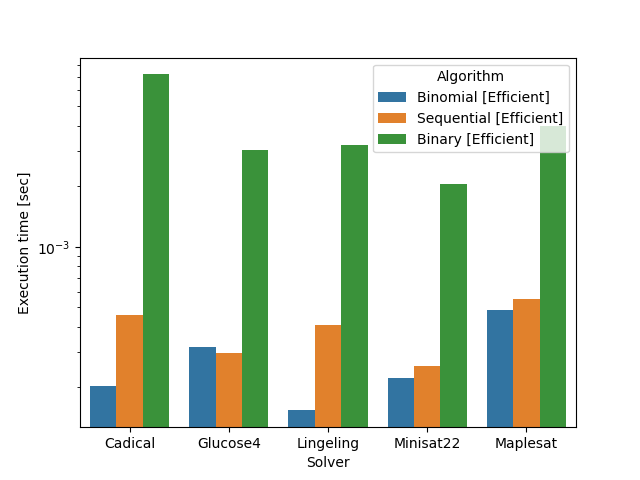 Algorithm
Binomial [Efficient]
Sequential [Efficient]
Binary [Efficient]
Execution time [sec]
10⁻³
Cadical Glucose4 Lingeling Minisat22 Maplesat
Solver